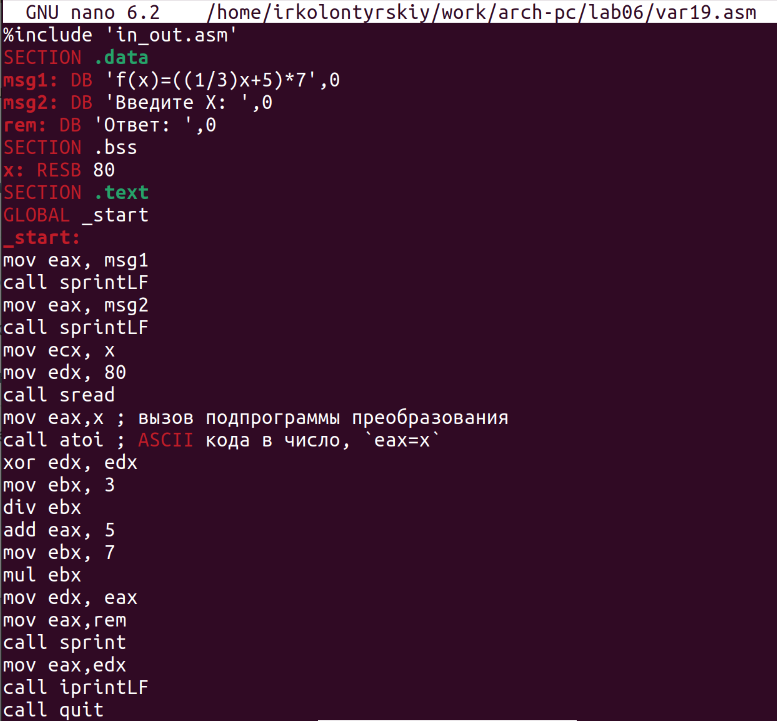 GNU nano 6.2 /home/irkolontyrskiy/work/arch-pc/lab06/var19.asm
%include 'in_out.asm'
SECTION .data
msg1: DB 'f(x)=((1/3)x+5)*7',0
msg2: DB 'Введите X: ',0
rem: DB 'Ответ: ',0
SECTION .bss
x: RESB 80
SECTION .text
GLOBAL _start
_start:
mov eax, msg1
call sprintLF
mov eax, msg2
call sprintLF
mov ecx, x
mov edx, 80
call sread
mov eax,x ; вызов подпрограммы преобразования
call atoi ; ASCII кода в число, `eax=x`
xor edx, edx
mov ebx, 3
div ebx
add eax, 5
mov ebx, 7
mul ebx
mov edx, eax
mov eax,rem
call sprint
mov eax,edx
call iprintLF
call quit